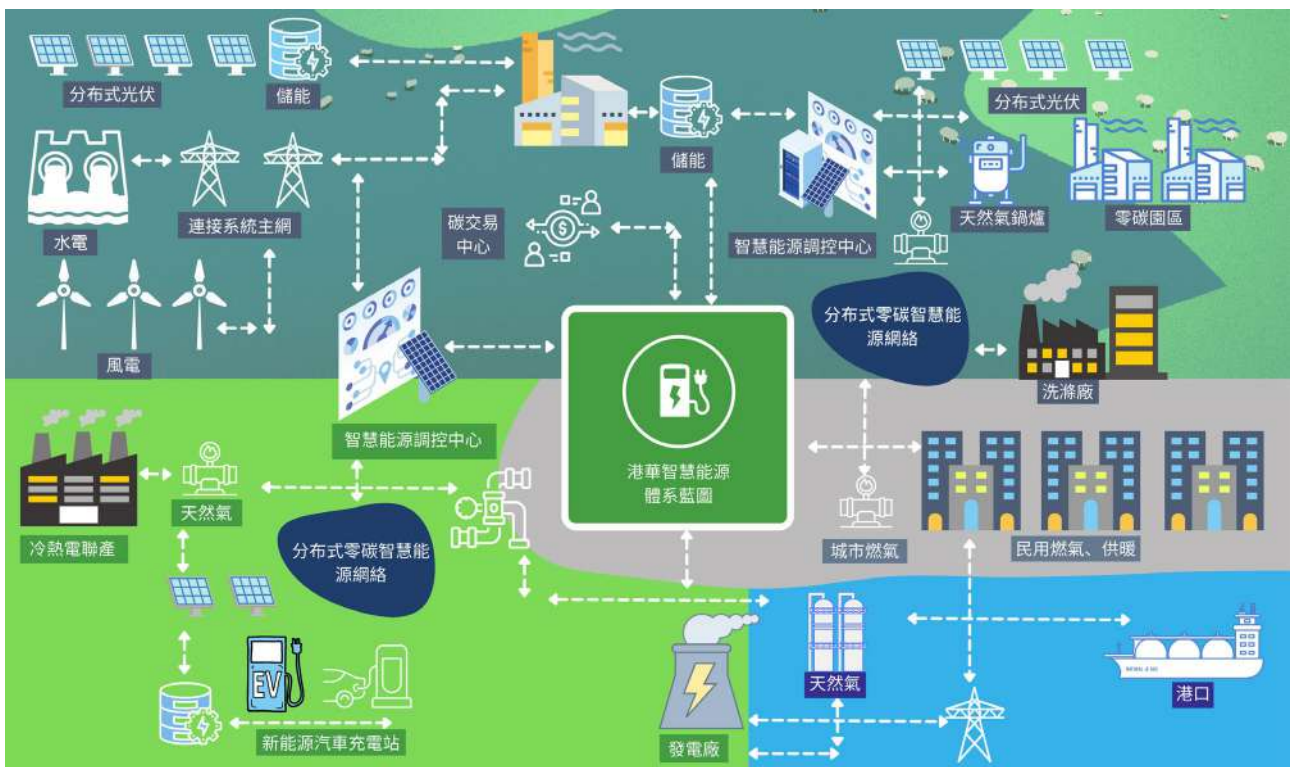 分布式光伏
儲能
儲能
分布式光伏
水電
連接系統主網
碳交易
中心
智慧能源調控中心
天然氣鍋爐
零碳園區
風電
分布式零碳智慧能
源網絡
洗滌廠
智慧能源調控中心
港華智慧能源
體系藍圖
冷熱電聯產
天然氣
分布式零碳智慧能
源網絡
城市燃氣
民用燃氣、供暖
EV
新能源汽車充電站
發電廠
天然氣
港口